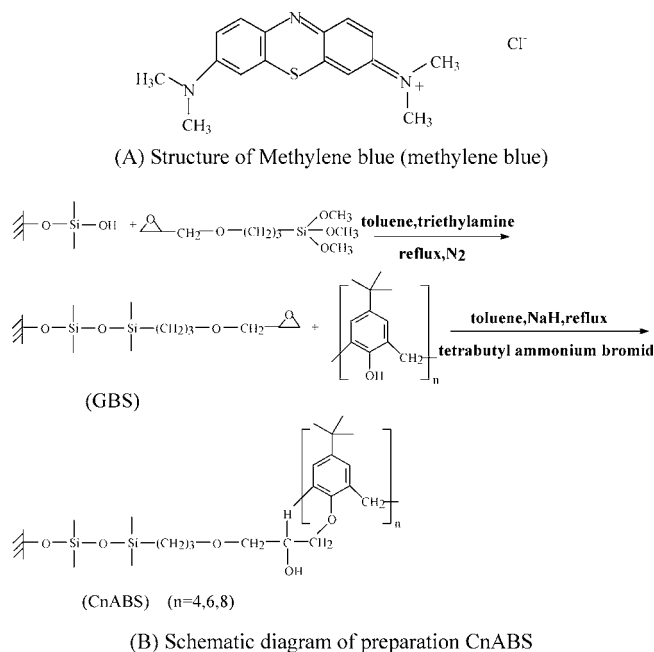 N
H3C
N
CH3
S
N+
CH3
CH3
Cl-
(A) Structure of Methylene blue (methylene blue)
O Si OH + O CH2 O (CH2)3 Si OCH3 OCH3 OCH3
toluene,triethylamine
reflux,N2
O Si O Si (CH2)3 O CH2 O + OH CH2 n
toluene,NaH,reflux
tetrabutyl ammonium bromid
(GBS)
CH2 n
H O
O Si O Si (CH2)3 O CH2 C CH2
OH
(CnABS) (n=4,6,8)
(B) Schematic diagram of preparation CnABS